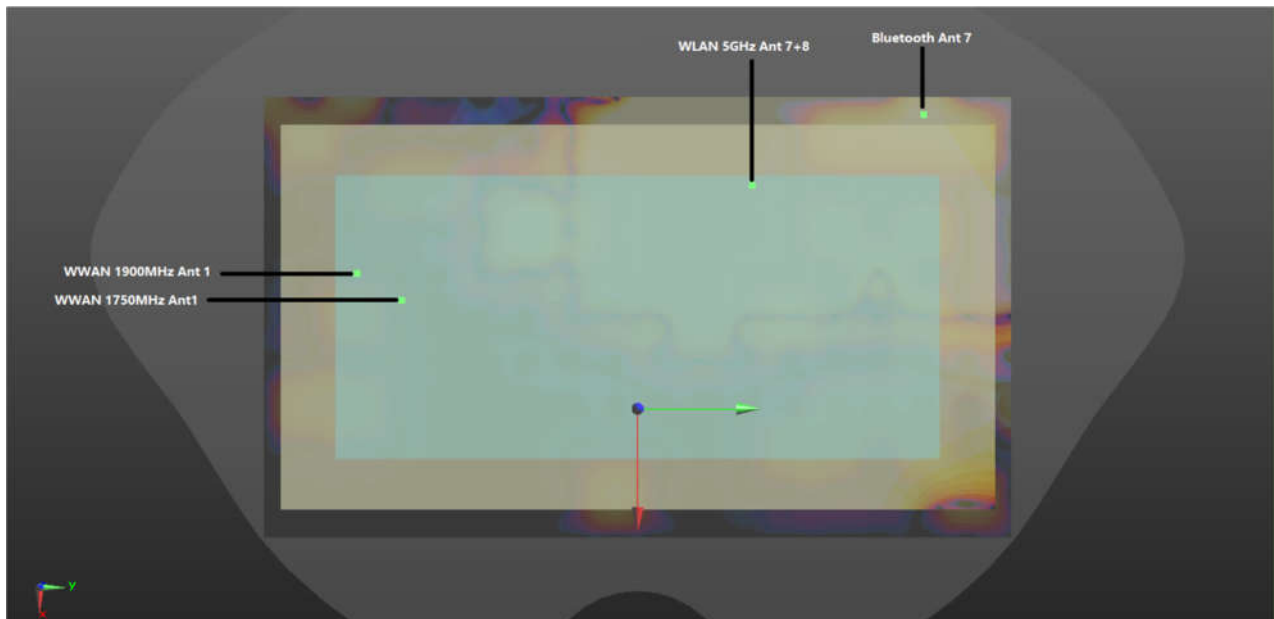 Bluetooth Ant 7
WLAN 5GHz Ant 7+8
WWAN 1900MHz Ant 1
WWAN 1750MHz Ant1
Y
X